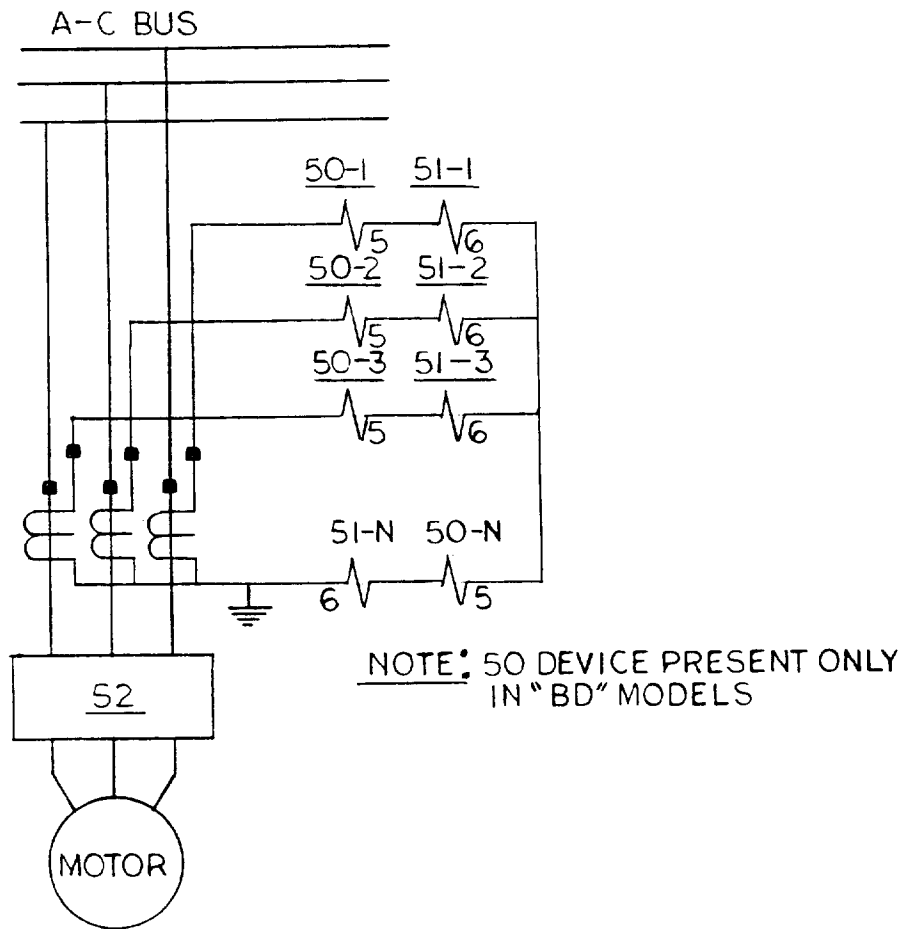 A-C BUS
50-1 51-1
5 6
50-2 51-2
5 6
50-3 51-3
5 6
51-N 50-N
6 5
NOTE: 50 DEVICE PRESENT ONLY
IN "BD" MODELS
52
MOTOR